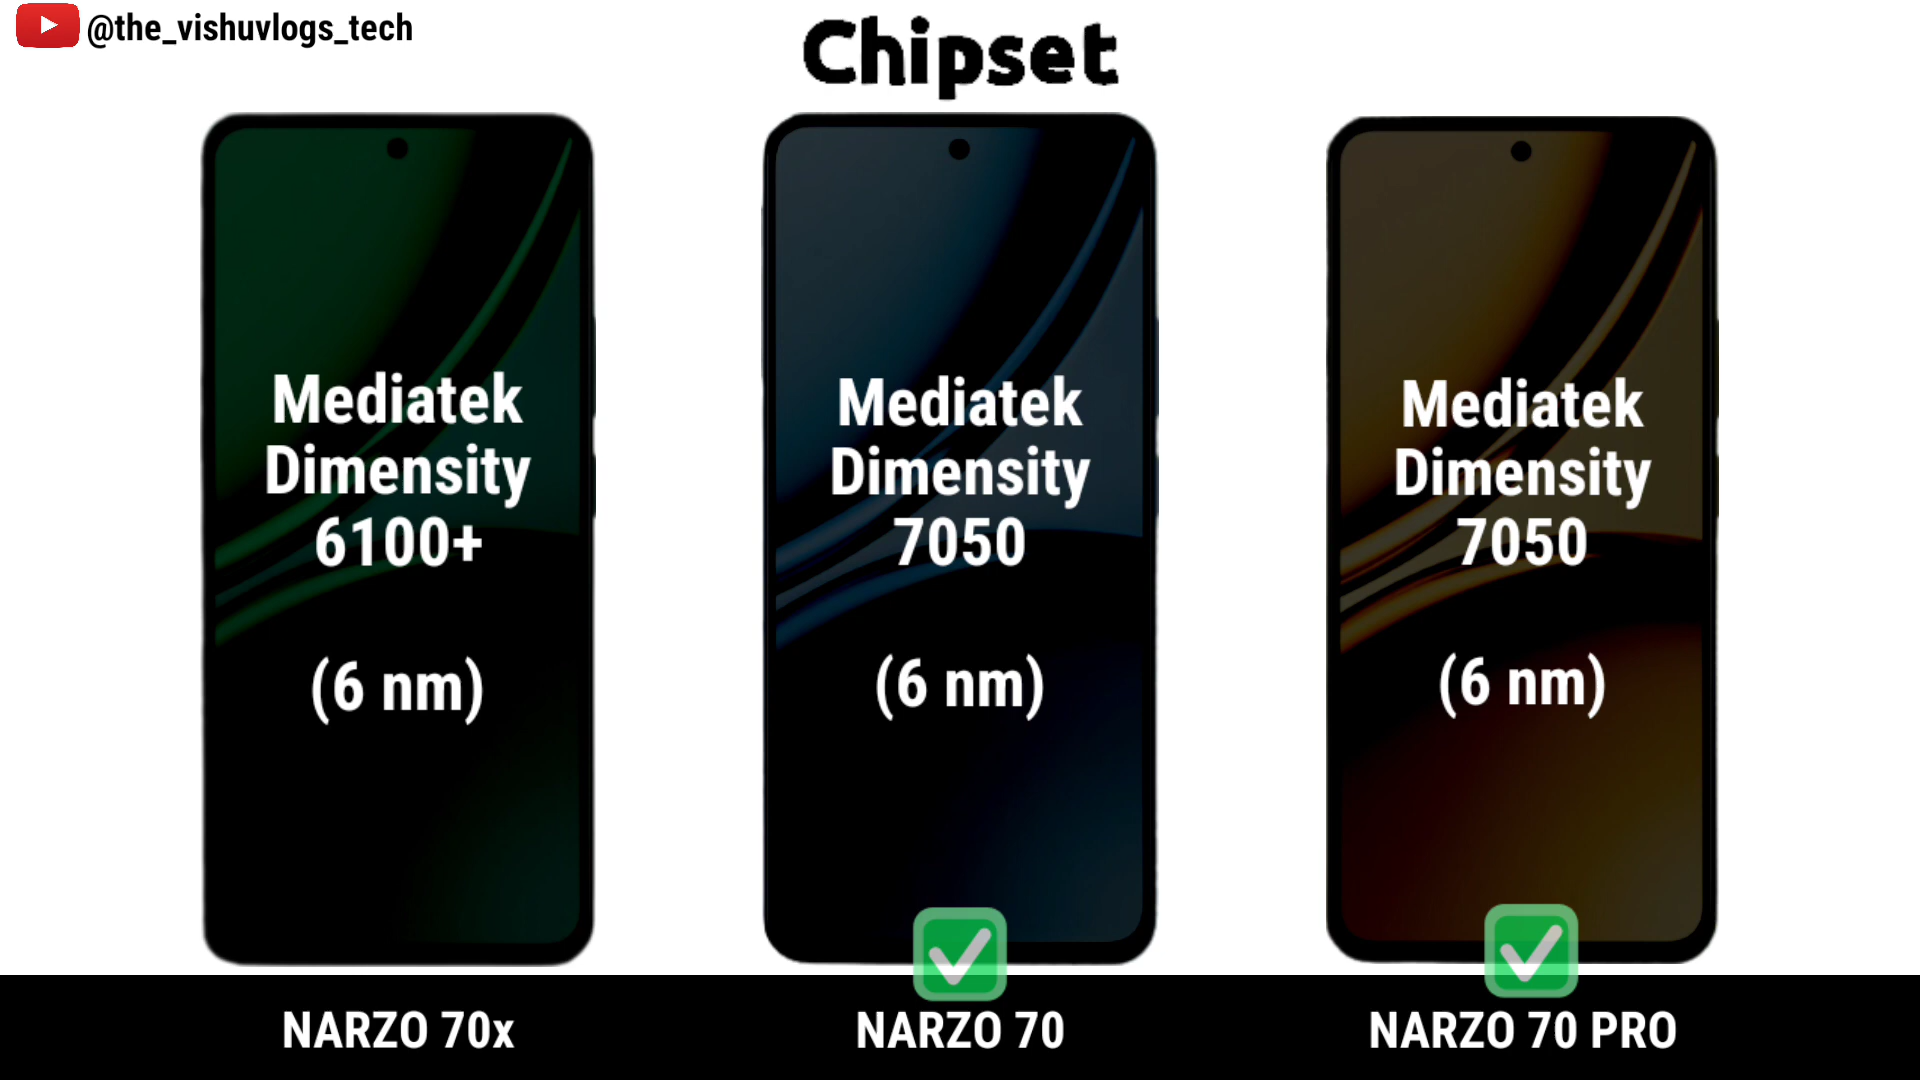 @the_vishuvlogs_tech
Chipset
Mediatek
Dimensity
6100+
(6 nm)
Mediatek
Dimensity
7050
(6 nm)
Mediatek
Dimensity
7050
(6 nm)
NARZO 70x
NARZO 70
NARZO 70 PRO